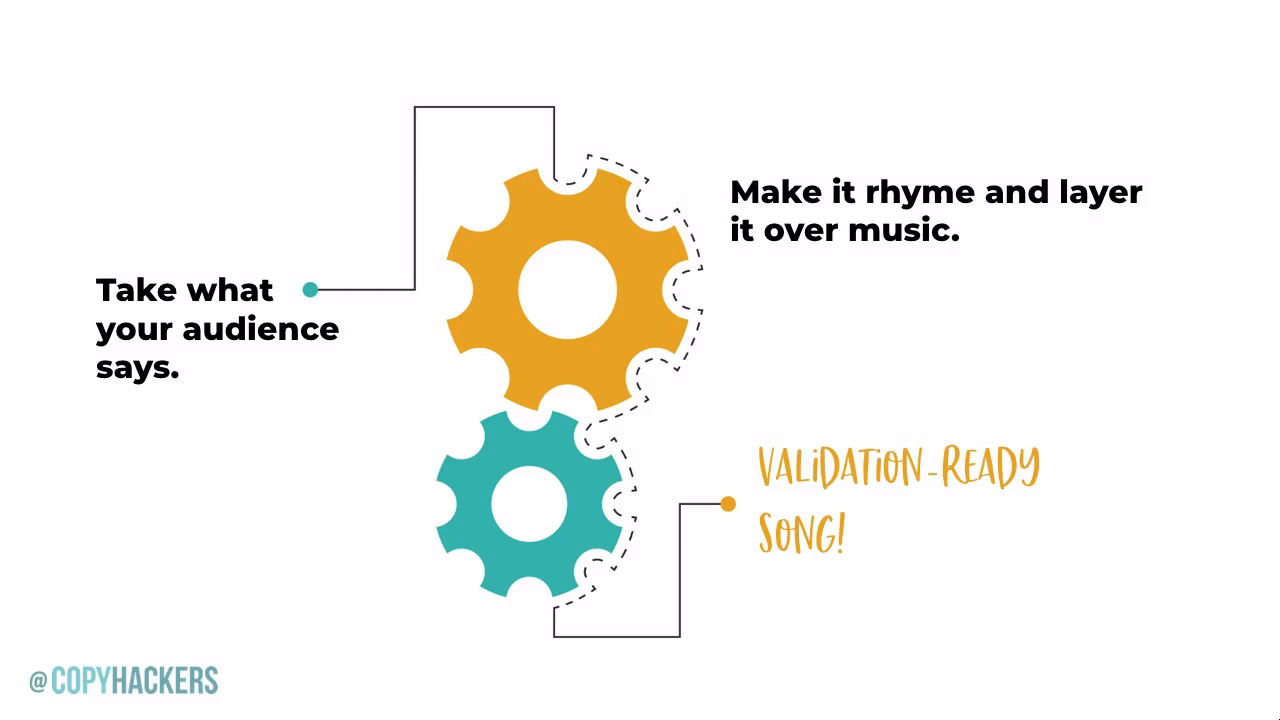 Take what
your audience
says.
Make it rhyme and layer
it over music.
VALiDATiON-READY
SONG!
@COPYHACKERS